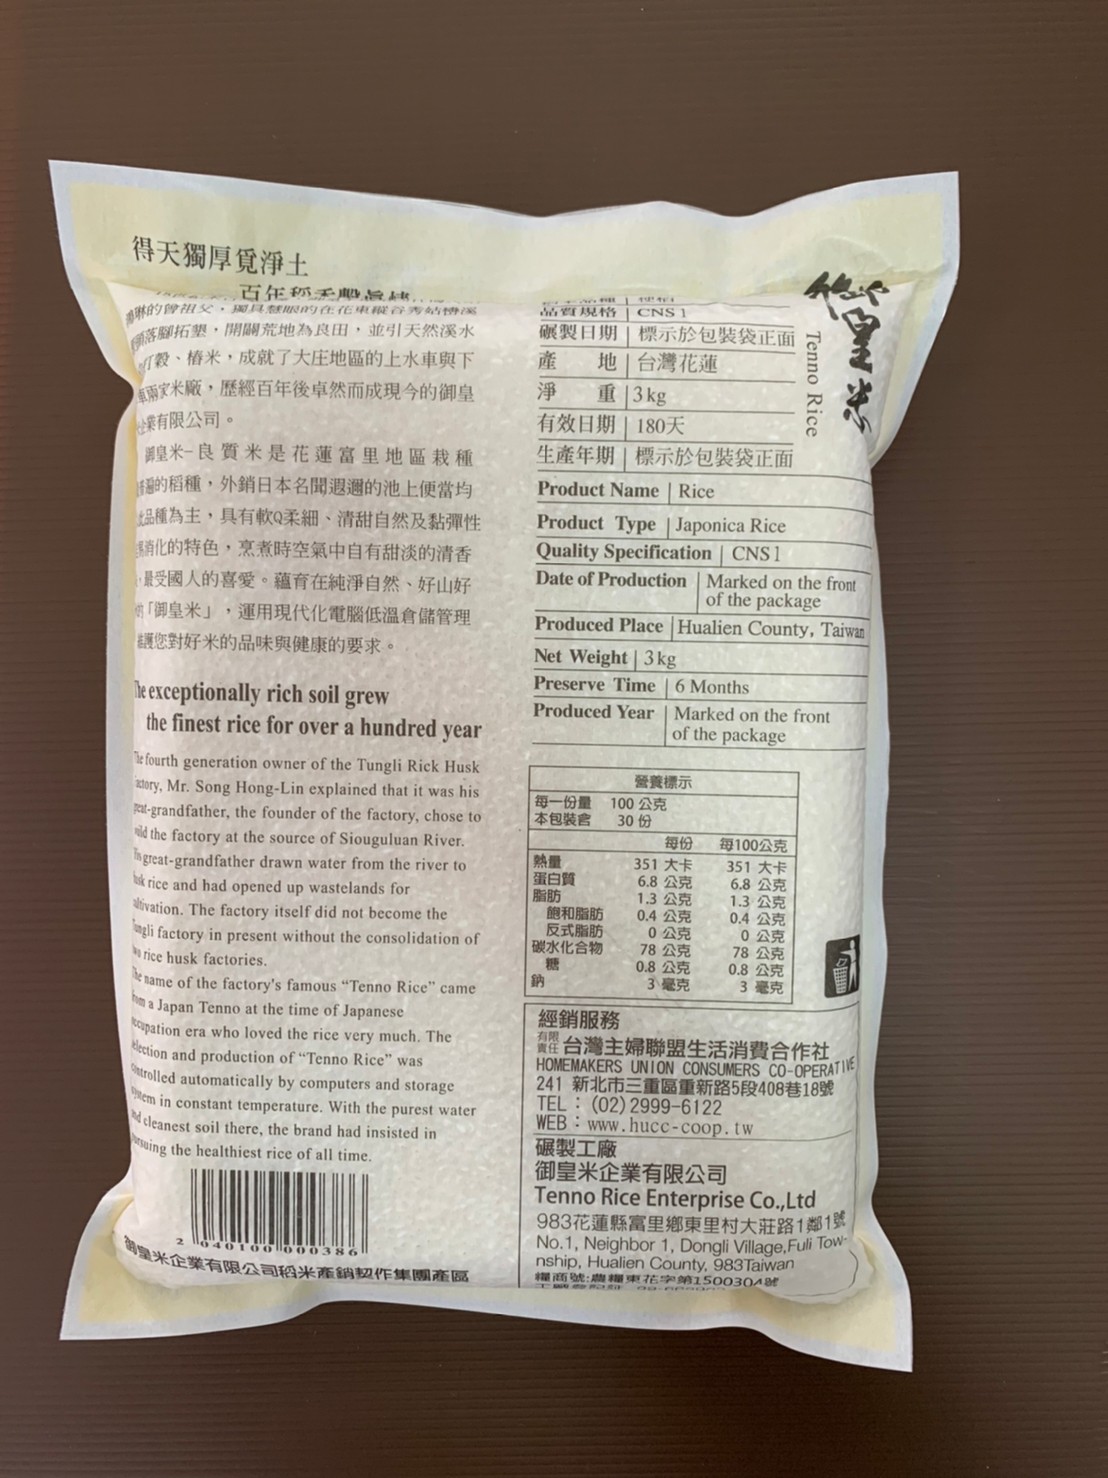 得天獨厚覓淨土
百年稻禾
的曾祖父，獨具慧眼的在花東縱谷秀姑巒溪
落腳拓墾，開闢荒地為良田，並引天然溪水
打穀、樁米，成就了大庄地區的上水車與下
車兩家米廠，歷經百年後卓然而成現今的御皇
企業有限公司。
御皇米-良質米是花蓮富里地區栽種
普遍的稻種，外銷日本名聞遐邇的池上便當均
此品種為主，具有軟Q柔細、清甜自然及黏彈性
消化的特色，烹煮時空氣中自有甜淡的清香
，最受國人的喜愛。蘊育在純淨自然、好山好
的「御皇米」，運用現代化電腦低溫倉儲管理
維護您對好米的品味與健康的要求。
The exceptionally rich soil grew
the finest rice for over a hundred year
The fourth generation owner of the Tungli Rick Husk
factory, Mr. Song Hong-Lin explained that it was his
great-grandfather, the founder of the factory, chose to
build the factory at the source of Siouguluan River.
His great-grandfather drawn water from the river to
husk rice and had opened up wastelands for
cultivation. The factory itself did not become the
Tungli factory in present without the consolidation of
two rice husk factories.
The name of the factory's famous “Tenno Rice” came
from a Japan Tenno at the time of Japanese
occupation era who loved the rice very much. The
selection and production of “Tenno Rice” was
controlled automatically by computers and storage
system in constant temperature. With the purest water
and cleanest soil there, the brand had insisted in
pursuing the healthiest rice of all time.
2 040100 000386
御皇米企業有限公司稻米產銷契作集團產區
御皇米
Tenno Rice
品質規格 CNS 1
碾製日期 標示於包裝袋正面
產 地 台灣花蓮
淨 重 3kg
有效日期 180天
生產年期 標示於包裝袋正面
Product Name Rice
Product Type Japonica Rice
Quality Specification CNS 1
Date of Production Marked on the front
of the package
Produced Place Hualien County, Taiwan
Net Weight 3kg
Preserve Time 6 Months
Produced Year Marked on the front
of the package
營養標示
每一份量 100 公克
本包裝含 30 份
每份 每100公克
熱量 351 大卡 351 大卡
蛋白質 6.8 公克 6.8 公克
脂肪 1.3 公克 1.3 公克
飽和脂肪 0.4 公克 0.4 公克
反式脂肪 0 公克 0 公克
碳水化合物 78 公克 78 公克
糖 0.8 公克 0.8 公克
鈉 3 毫克 3 毫克
經銷服務
有限責任 台灣主婦聯盟生活消費合作社
HOMEMAKERS UNION CONSUMERS CO-OPERATIVE
241 新北市三重區重新路5段408巷18號
TEL：(02)2999-6122
WEB：www.hucc-coop.tw
碾製工廠
御皇米企業有限公司
Tenno Rice Enterprise Co.,Ltd
983花蓮縣富里鄉東里村大莊路1鄰1號
No.1, Neighbor 1, Dongli Village,Fuli Tow-
nship, Hualien County, 983Taiwan
糧商號:農糧東花字第1500304號